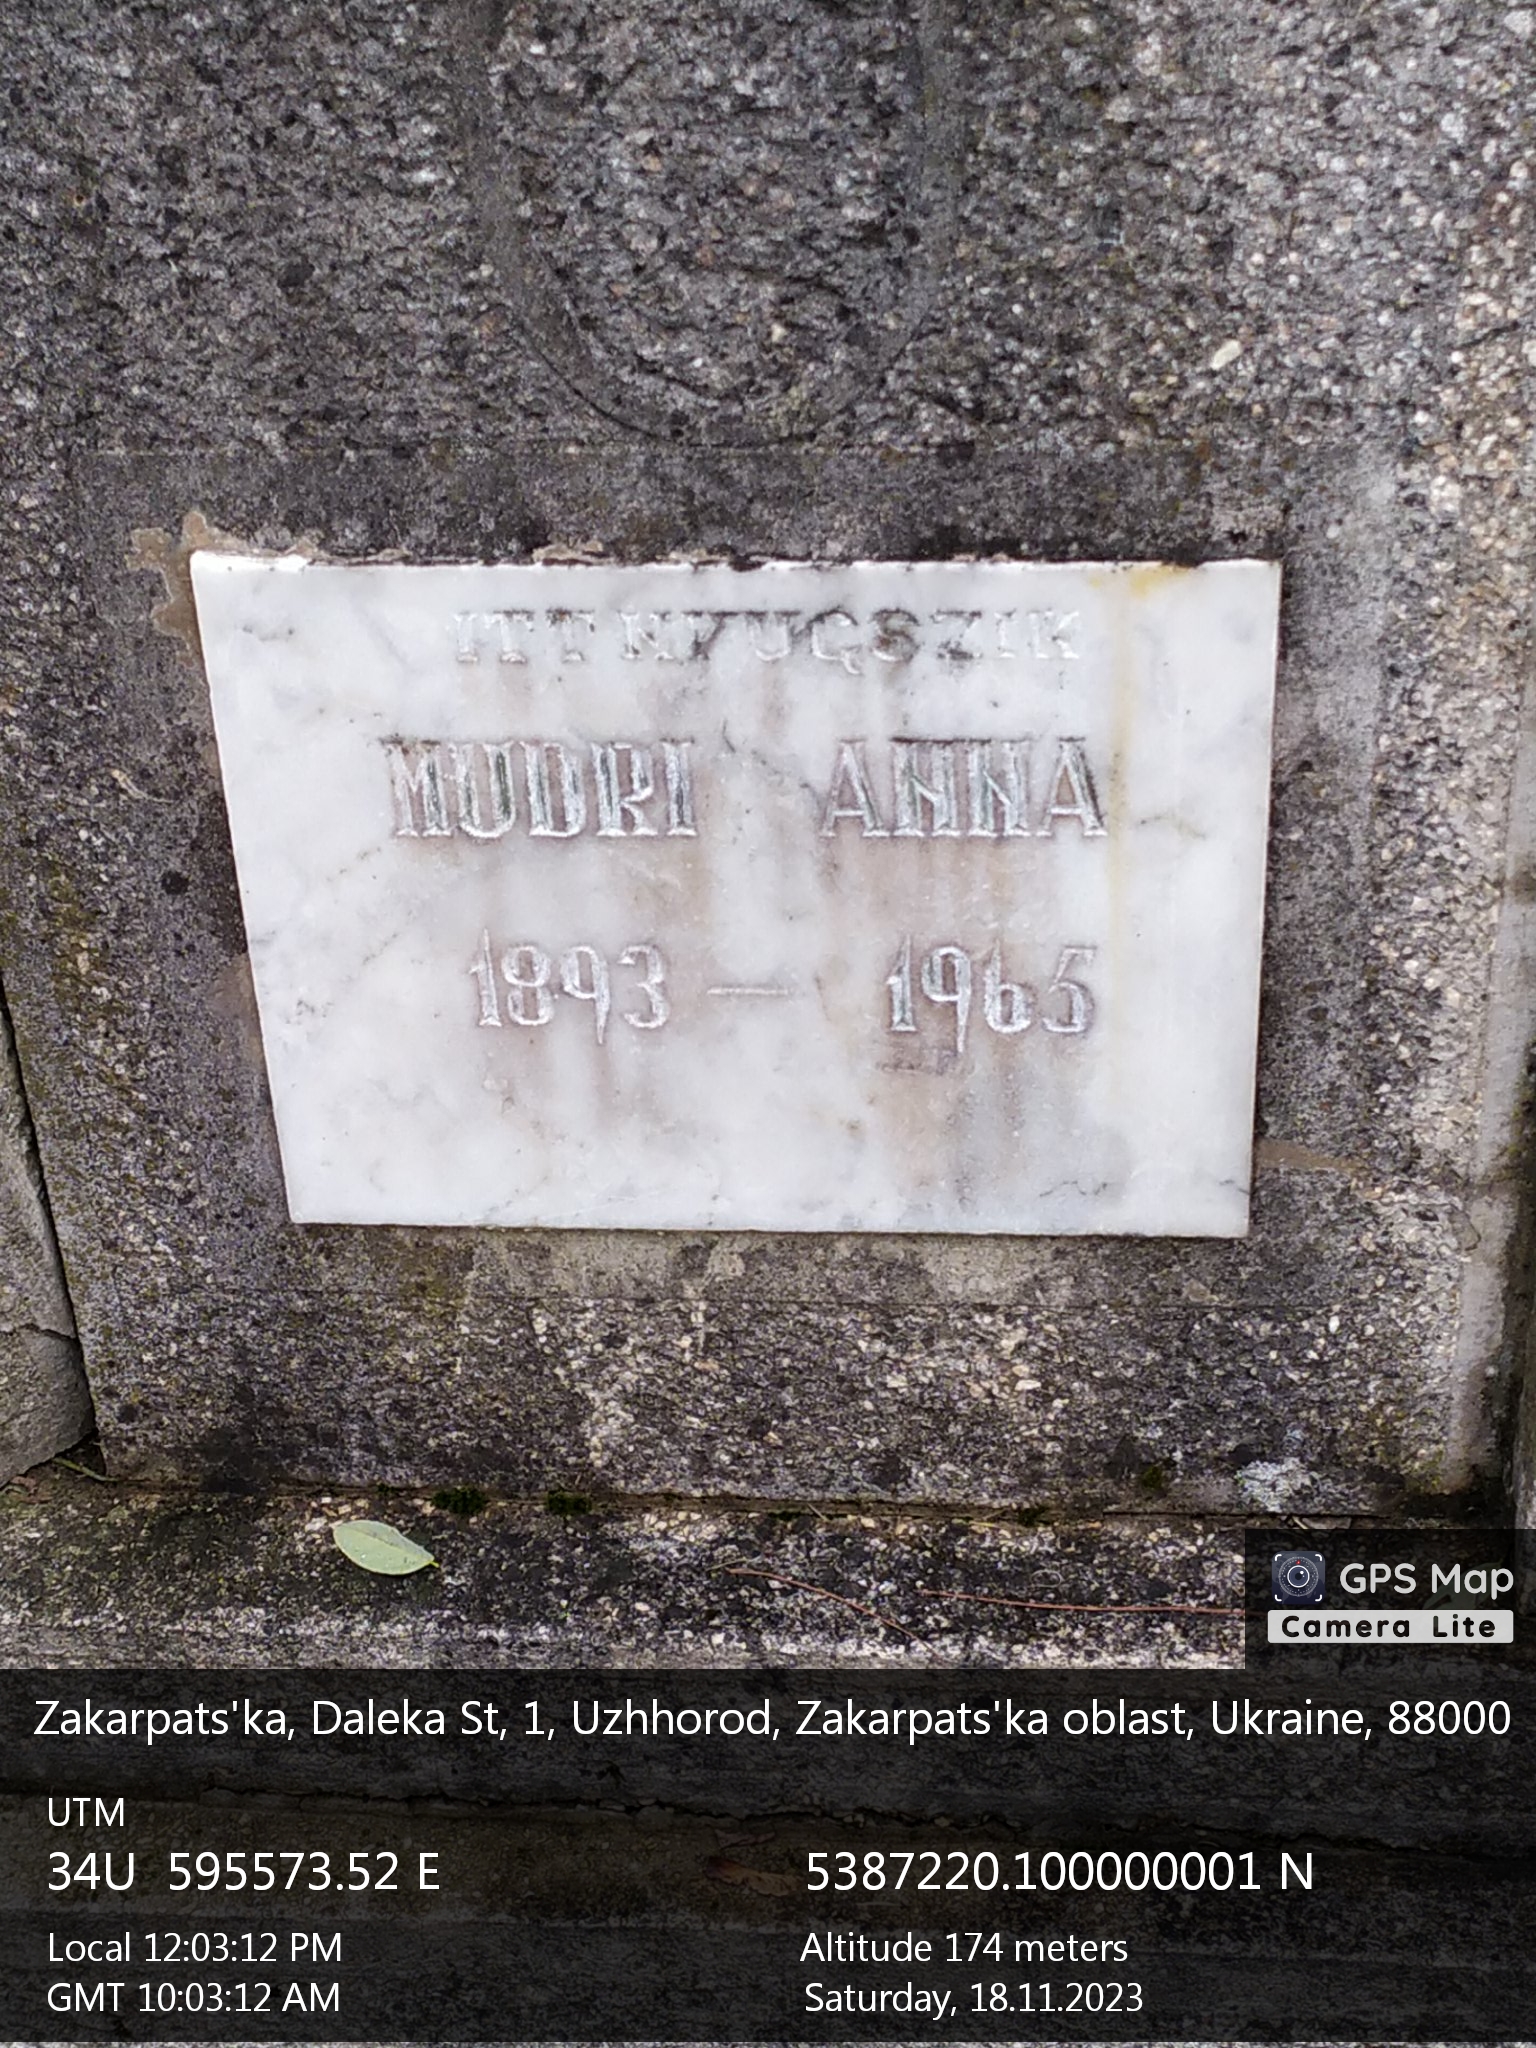 ITT NYUGSZIK
MUDRI ANNA
1893 — 1965
GPS Map
Camera Lite
Zakarpats'ka, Daleka St, 1, Uzhhorod, Zakarpats'ka oblast, Ukraine, 88000
UTM
34U 595573.52 E 5387220.100000001 N
Local 12:03:12 PM Altitude 174 meters
GMT 10:03:12 AM Saturday, 18.11.2023